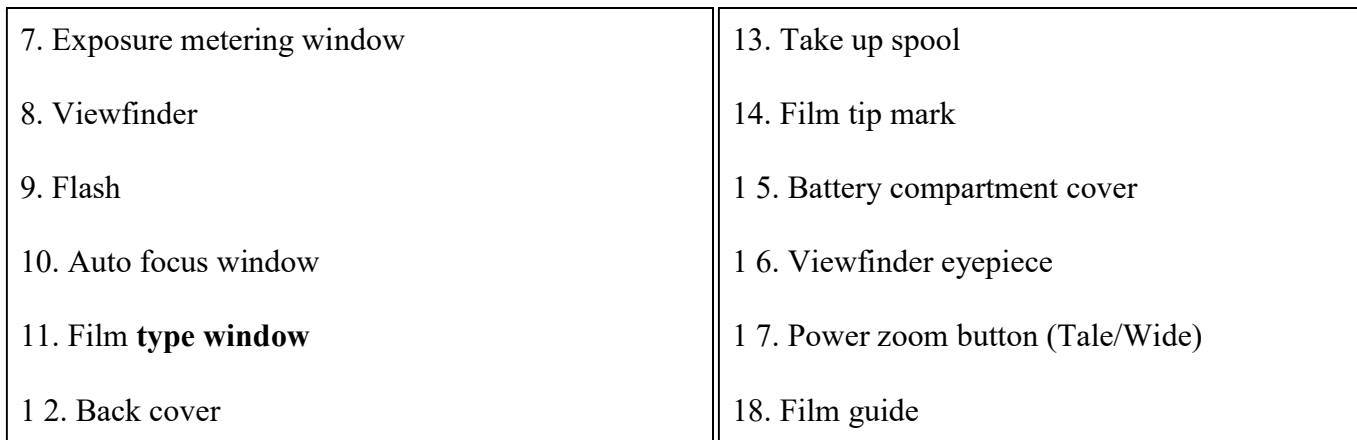 7. Exposure metering window
8. Viewfinder
9. Flash
10. Auto focus window
11. Film type window
1 2. Back cover
13. Take up spool
14. Film tip mark
1 5. Battery compartment cover
1 6. Viewfinder eyepiece
1 7. Power zoom button (Tale/Wide)
18. Film guide